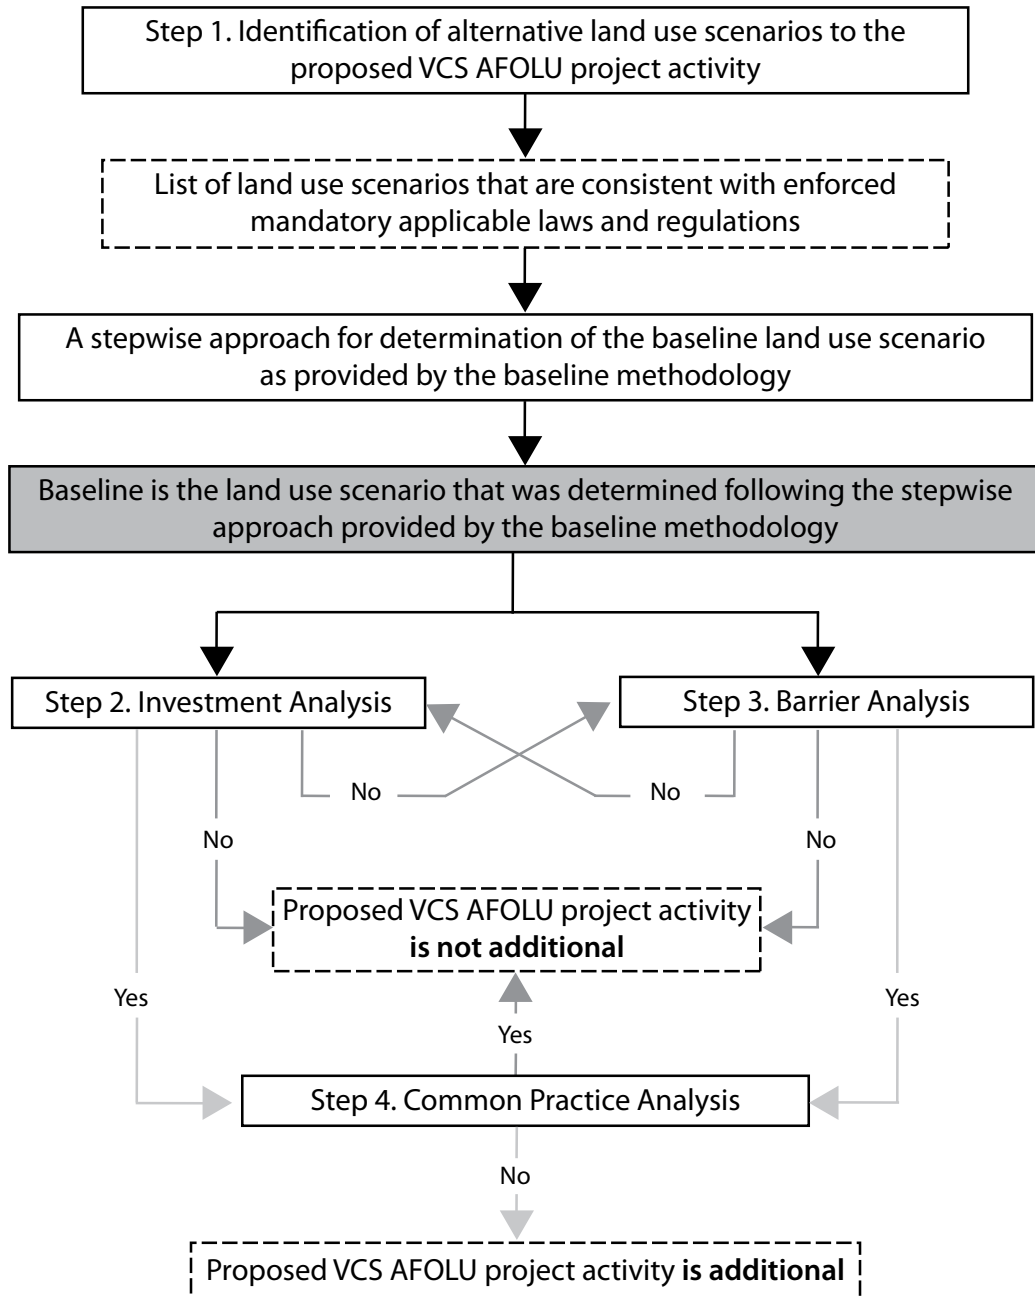 Step 1. Identification of alternative land use scenarios to the
proposed VCS AFOLU project activity
List of land use scenarios that are consistent with enforced
mandatory applicable laws and regulations
A stepwise approach for determination of the baseline land use scenario
as provided by the baseline methodology
Baseline is the land use scenario that was determined following the stepwise
approach provided by the baseline methodology
Step 2. Investment Analysis
Step 3. Barrier Analysis
No
No
No
No
Proposed VCS AFOLU project activity
is not additional
Yes
Yes
Yes
Step 4. Common Practice Analysis
No
Proposed VCS AFOLU project activity is additional